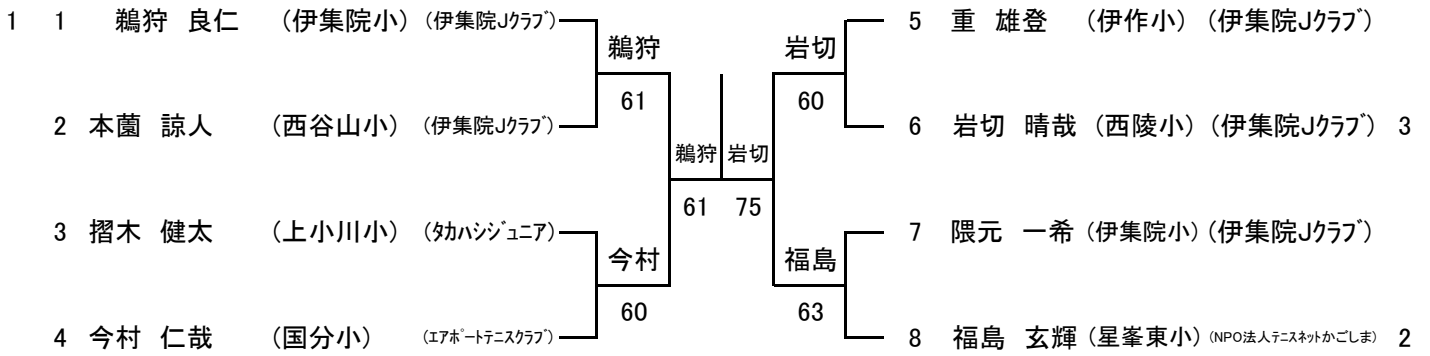 1 1 鵜狩 良仁 (伊集院小) (伊集院Jクラブ)
鵜狩
61
2 本薗 諒人 (西谷山小) (伊集院Jクラブ)
鵜狩
61
3 摺木 健太 (上小川小) (タカハシジュニア)
今村
60
4 今村 仁哉 (国分小) (エアポートテニスクラブ)
5 重 雄登 (伊作小) (伊集院Jクラブ)
岩切
60
6 岩切 晴哉 (西陵小) (伊集院Jクラブ) 3
岩切
75
7 隈元 一希 (伊集院小) (伊集院Jクラブ)
福島
63
8 福島 玄輝 (星峯東小) (NPO法人テニスネットかごしま) 2